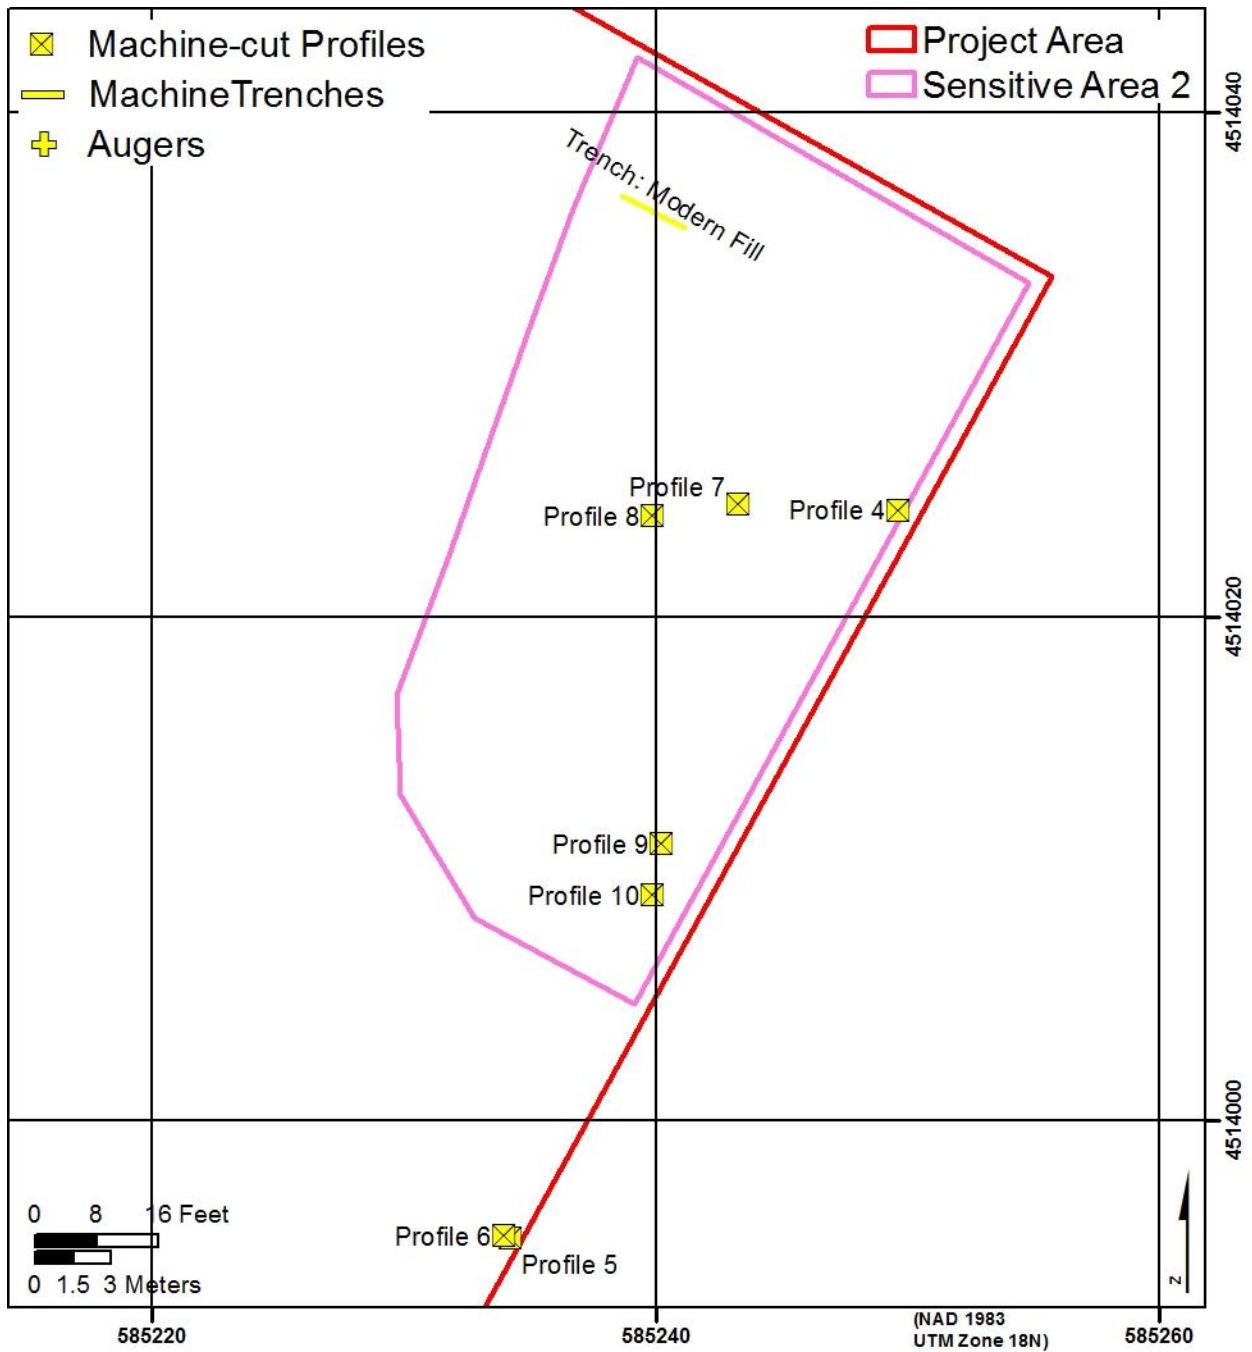 Machine-cut Profiles
MachineTrenches
Augers
Project Area
Sensitive Area 2
4514040
Trench: Modern Fill
Profile 7
Profile 8
Profile 4
4514020
Profile 9
Profile 10
4514000
0 8 16 Feet
Profile 6
Profile 5
0 1.5 3 Meters
N
585220
585240
(NAD 1983
UTM Zone 18N)
585260